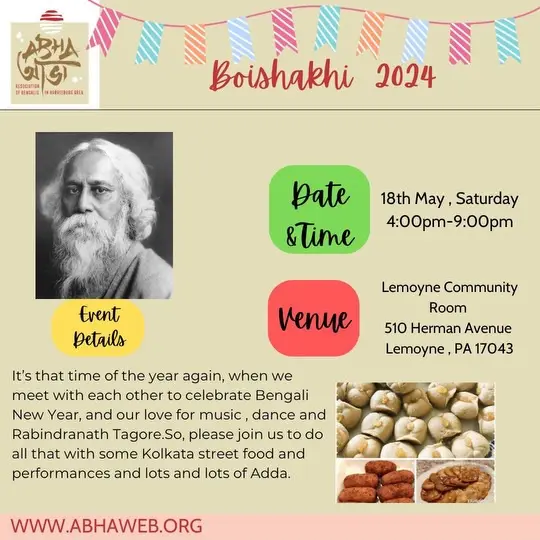 ABHA
আভা
ASSOCIATION
OF BENGALIS IN HARRISBURG AREA
Boishakhi 2024
Date
&Time
18th May , Saturday
4:00pm-9:00pm
Venue
Lemoyne Community
Room
510 Herman Avenue
Lemoyne , PA 17043
Event
Details
It's that time of the year again, when we
meet with each other to celebrate Bengali
New Year, and our love for music , dance and
Rabindranath Tagore.So, please join us to do
all that with some Kolkata street food and
performances and lots and lots of Adda.
WWW.ABHAWEB.ORG